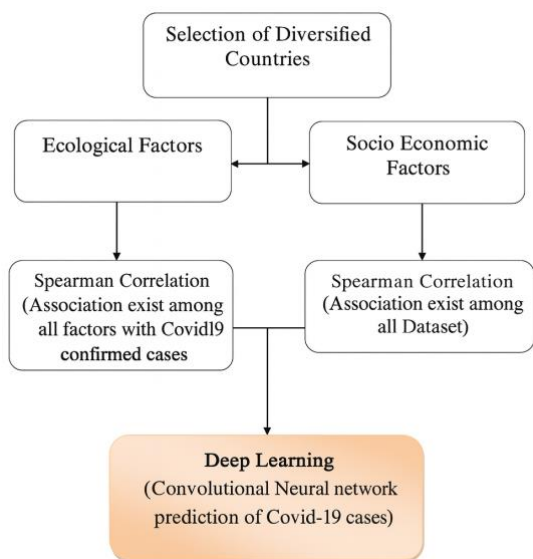 Selection of Diversified
Countries
Ecological Factors
Socio Economic
Factors
Spearman Correlation
(Association exist among
all factors with Covid19
confirmed cases
Spearman Correlation
(Association exist among
all Dataset)
Deep Learning
(Convolutional Neural network
prediction of Covid-19 cases)